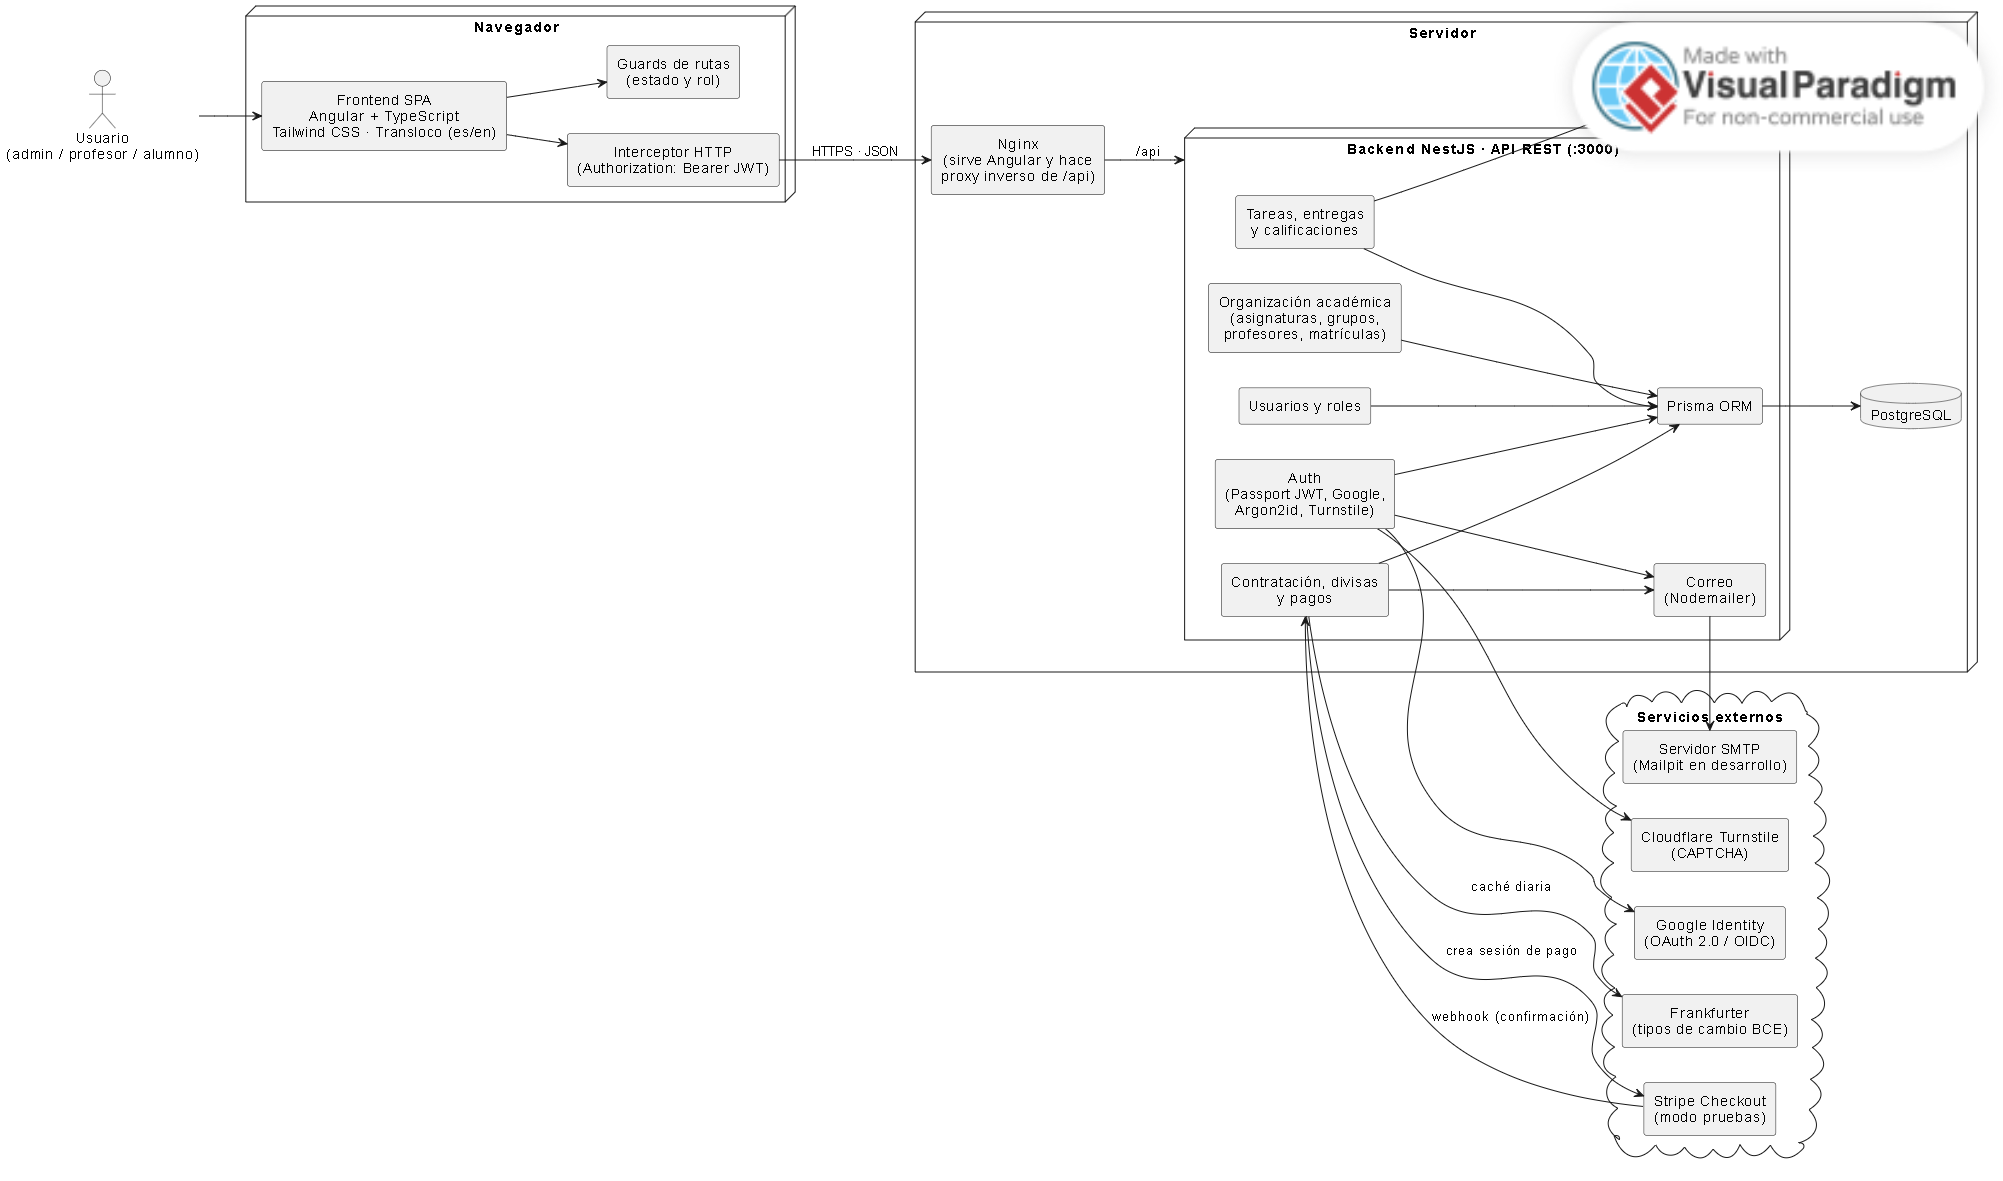 Navegador
Usuario
(admin / profesor / alumno)
Frontend SPA
Angular + TypeScript
Tailwind CSS · Transloco (es/en)
Guards de rutas
(estado y rol)
Interceptor HTTP
(Authorization: Bearer JWT)
HTTPS · JSON
Servidor
Made with
Visual Paradigm
For non-commercial use
Nginx
(sirve Angular y hace
proxy inverso de /api)
/api
Backend NestJS · API REST (:3000)
Tareas, entregas
y calificaciones
Organización académica
(asignaturas, grupos,
profesores, matrículas)
Usuarios y roles
Prisma ORM
PostgreSQL
Auth
(Passport JWT, Google,
Argon2id, Turnstile)
Contratación, divisas
y pagos
Correo
(Nodemailer)
Servicios externos
Servidor SMTP
(Mailpit en desarrollo)
Cloudflare Turnstile
(CAPTCHA)
caché diaria
Google Identity
(OAuth 2.0 / OIDC)
crea sesión de pago
Frankfurter
(tipos de cambio BCE)
webhook (confirmación)
Stripe Checkout
(modo pruebas)